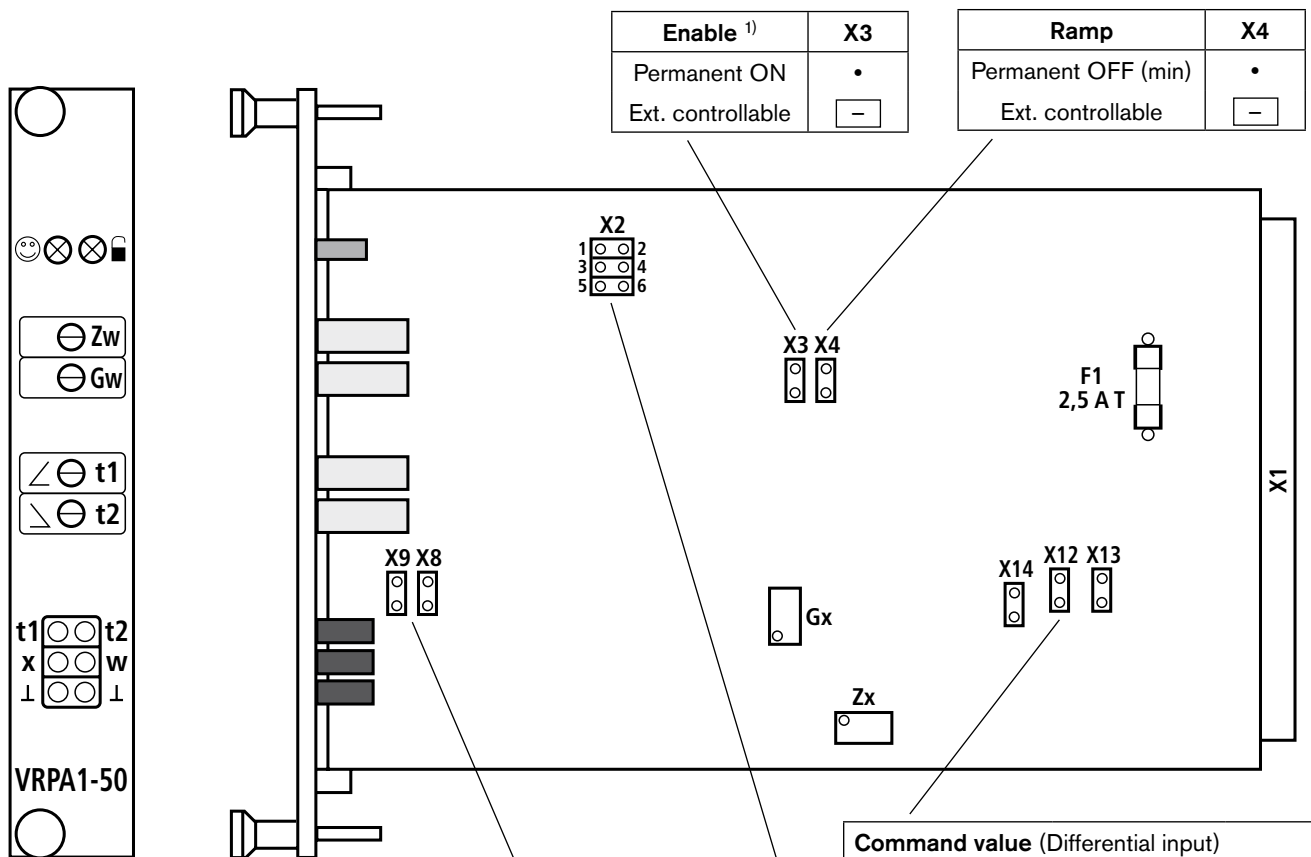 Enable 1) X3
Permanent ON •
Ext. controllable –
Ramp X4
Permanent OFF (min) •
Ext. controllable –
Zw
Gw
t1
t2
t1 t2
x w
⊥ ⊥
VRPA1-50
X2
1 2
3 4
5 6
X3 X4
F1
2,5 A T
X1
X9 X8
X14 X12 X13
Gx
Zx
Command value (Differential input)